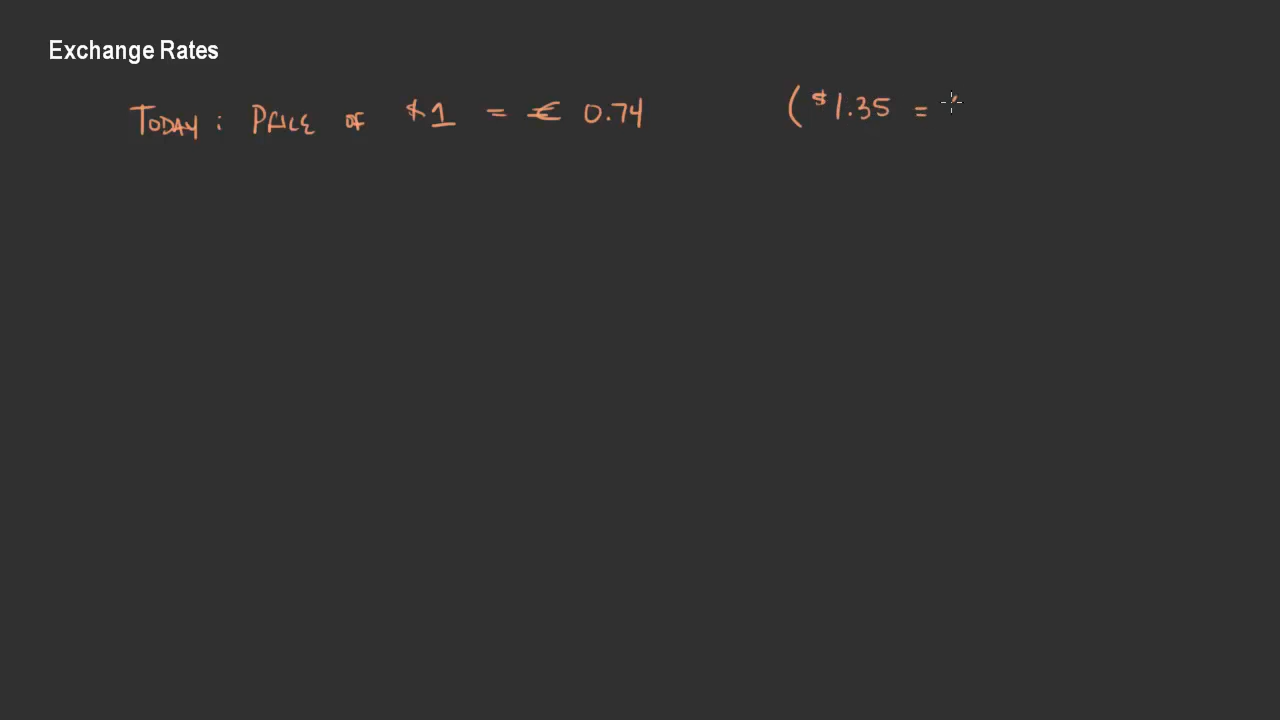 Exchange Rates
TODAY : PRICE OF $1 = € 0.74 ( $1.35 =